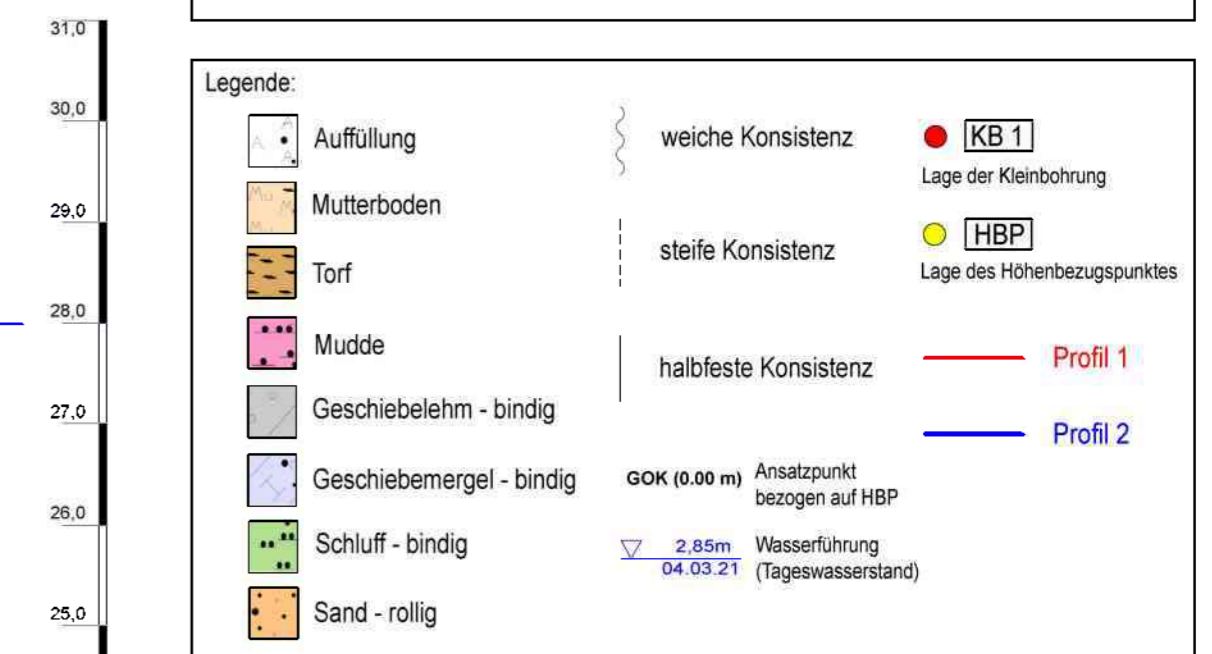 31,0
30,0
29,0
28,0
27,0
26,0
25,0
Legende:
Auffüllung
Mutterboden
Torf
Mudde
Geschiebelehm - bindig
Geschiebemergel - bindig
Schluff - bindig
Sand - rollig
weiche Konsistenz
steife Konsistenz
halbfeste Konsistenz
GOK (0.00 m) Ansatzpunkt
bezogen auf HBP
2,85m Wasserführung
04.03.21 (Tageswasserstand)
KB 1
Lage der Kleinbohrung
HBP
Lage des Höhenbezugspunktes
Profil 1
Profil 2